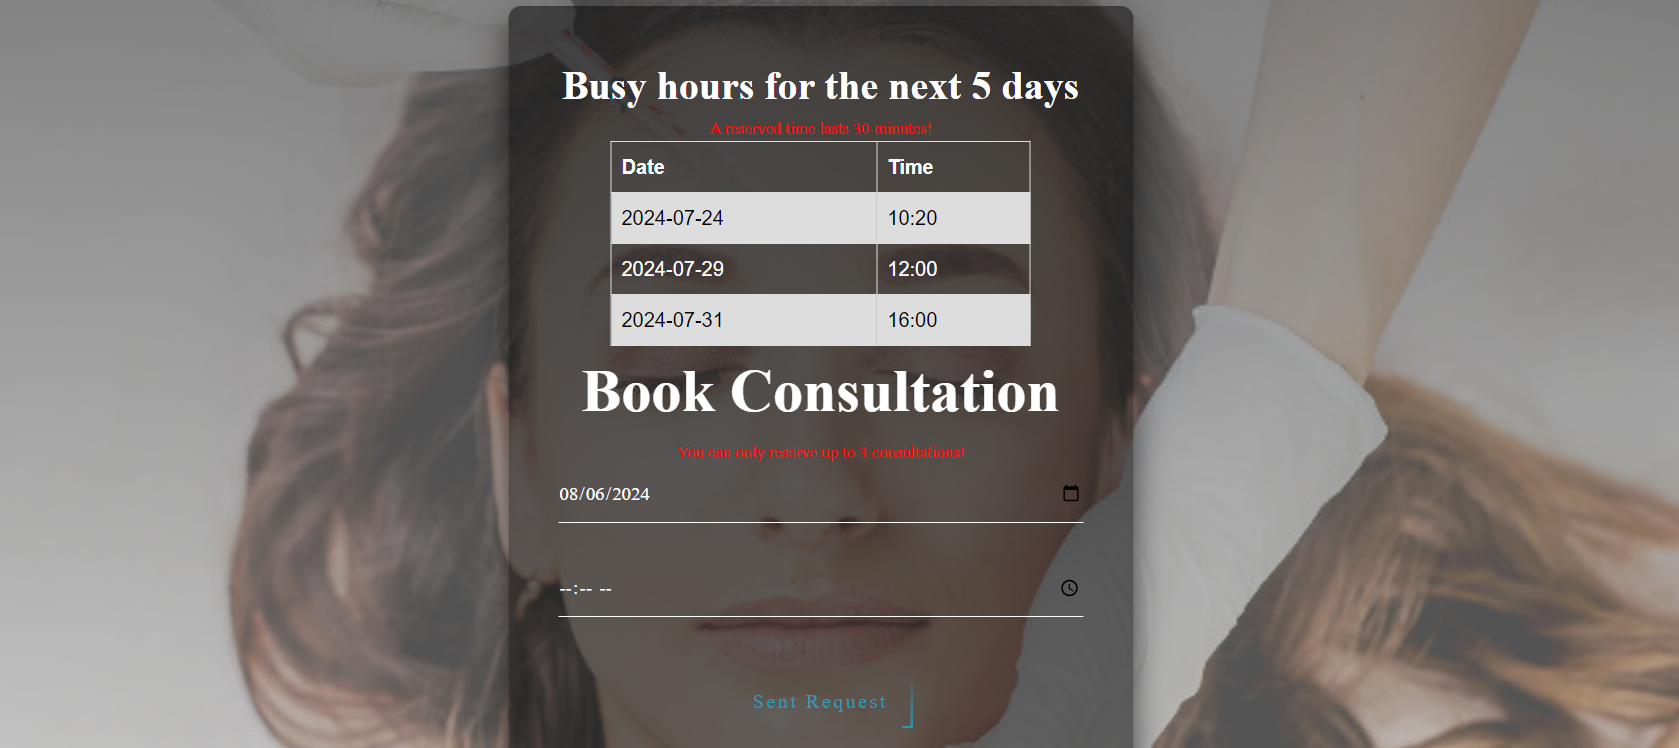 Busy hours for the next 5 days
A reserved time lasts 30 minutes!
Date Time
2024-07-24 10:20
2024-07-29 12:00
2024-07-31 16:00
Book Consultation
You can only reserve up to 3 consultations!
08/06/2024
--:-- --
Sent Request